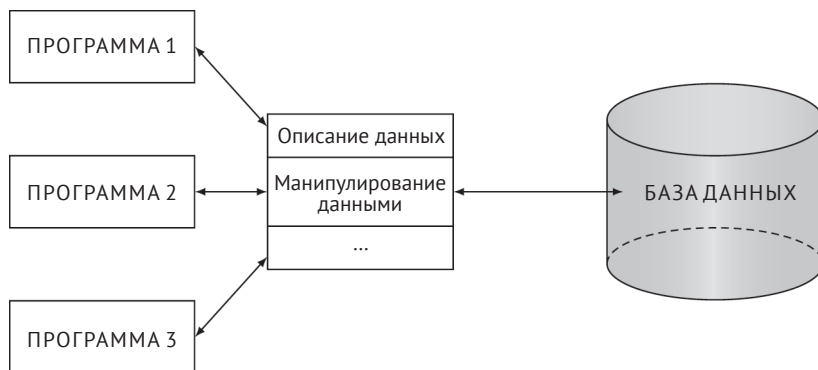 ПРОГРАММА 1
Описание данных
ПРОГРАММА 2
Манипулирование
данными
БАЗА ДАННЫХ
...
ПРОГРАММА 3